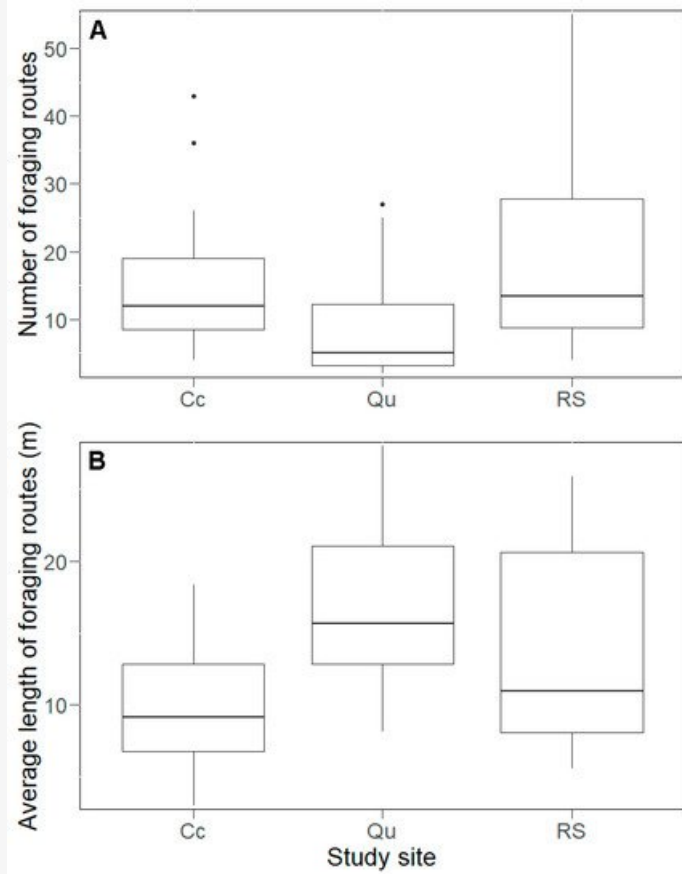 A
Number of foraging routes
50
40
30
20
10
Cc Qu RS
B
Average length of foraging routes (m)
20
10
Cc Qu RS
Study site